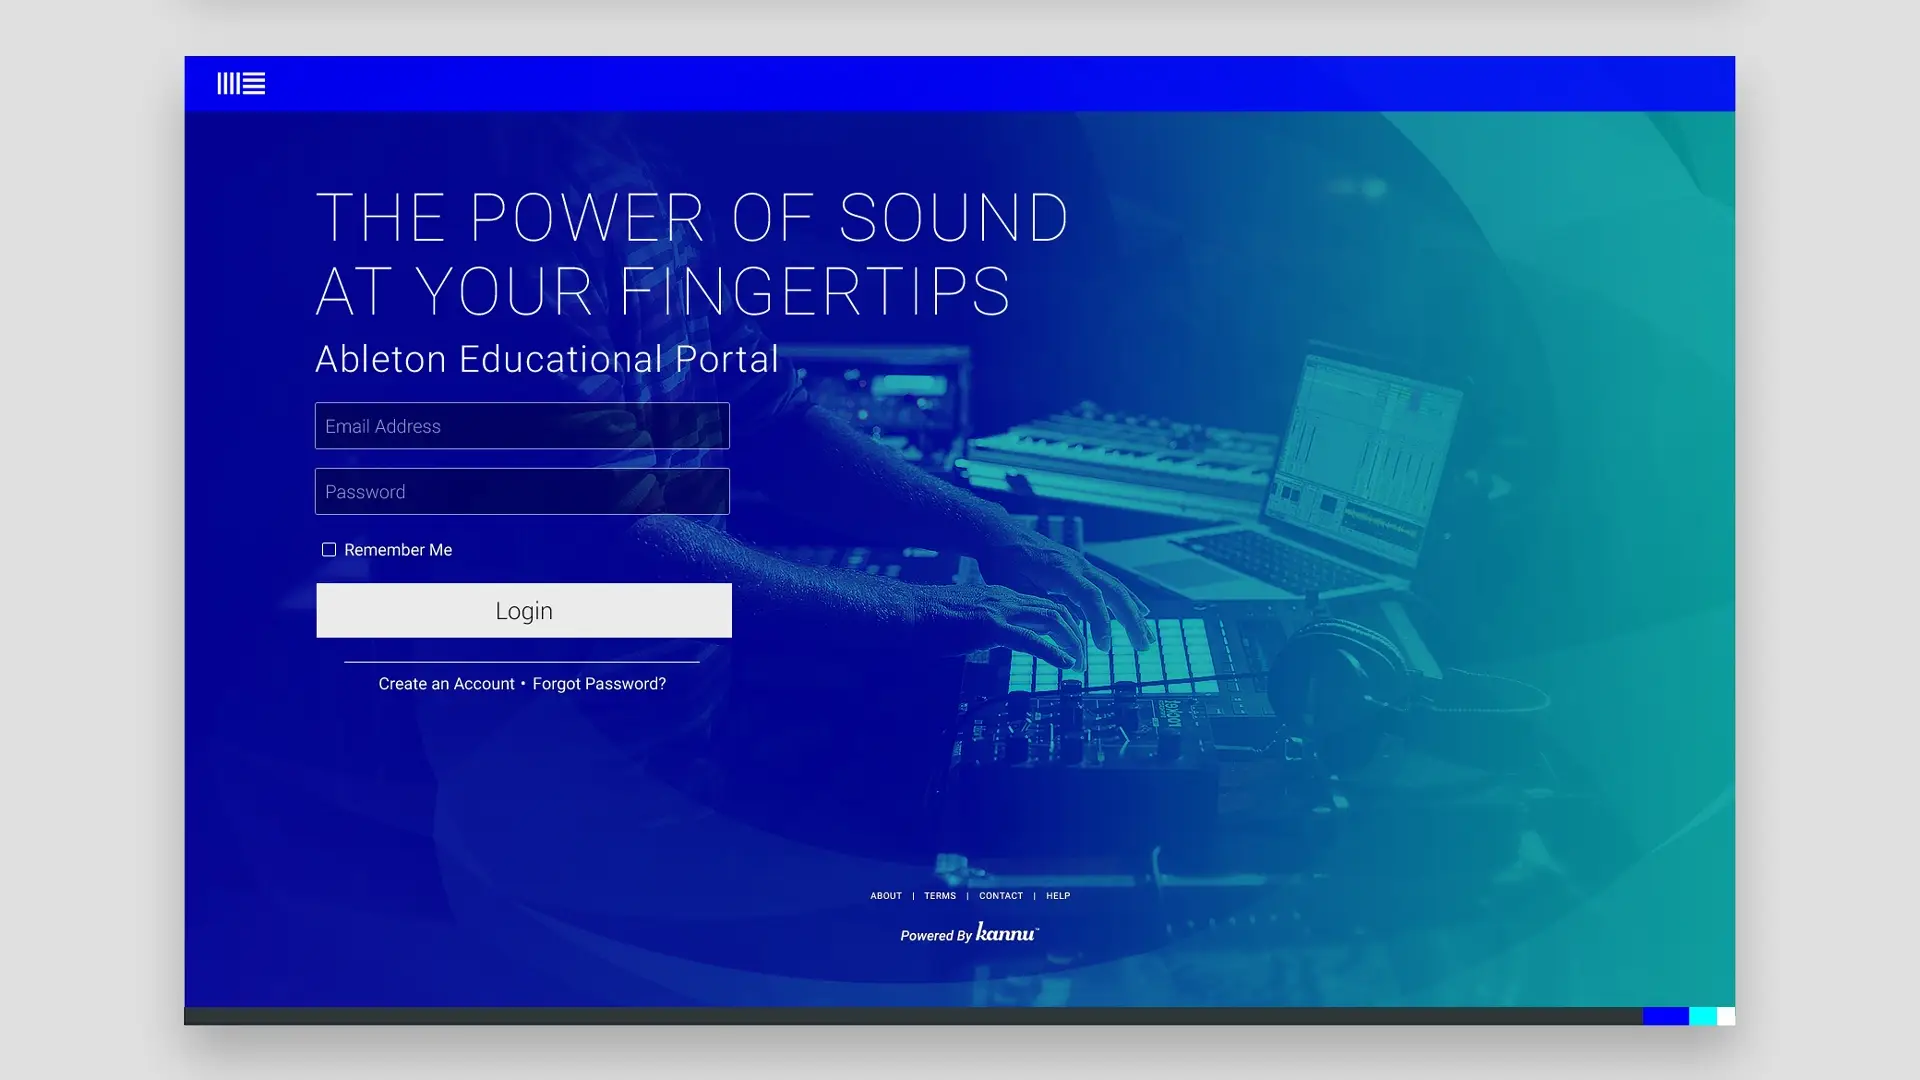 THE POWER OF SOUND
AT YOUR FINGERTIPS
Ableton Educational Portal
Email Address
Password
Remember Me
Login
Create an Account • Forgot Password?
ABOUT | TERMS | CONTACT | HELP
Powered By kannu™